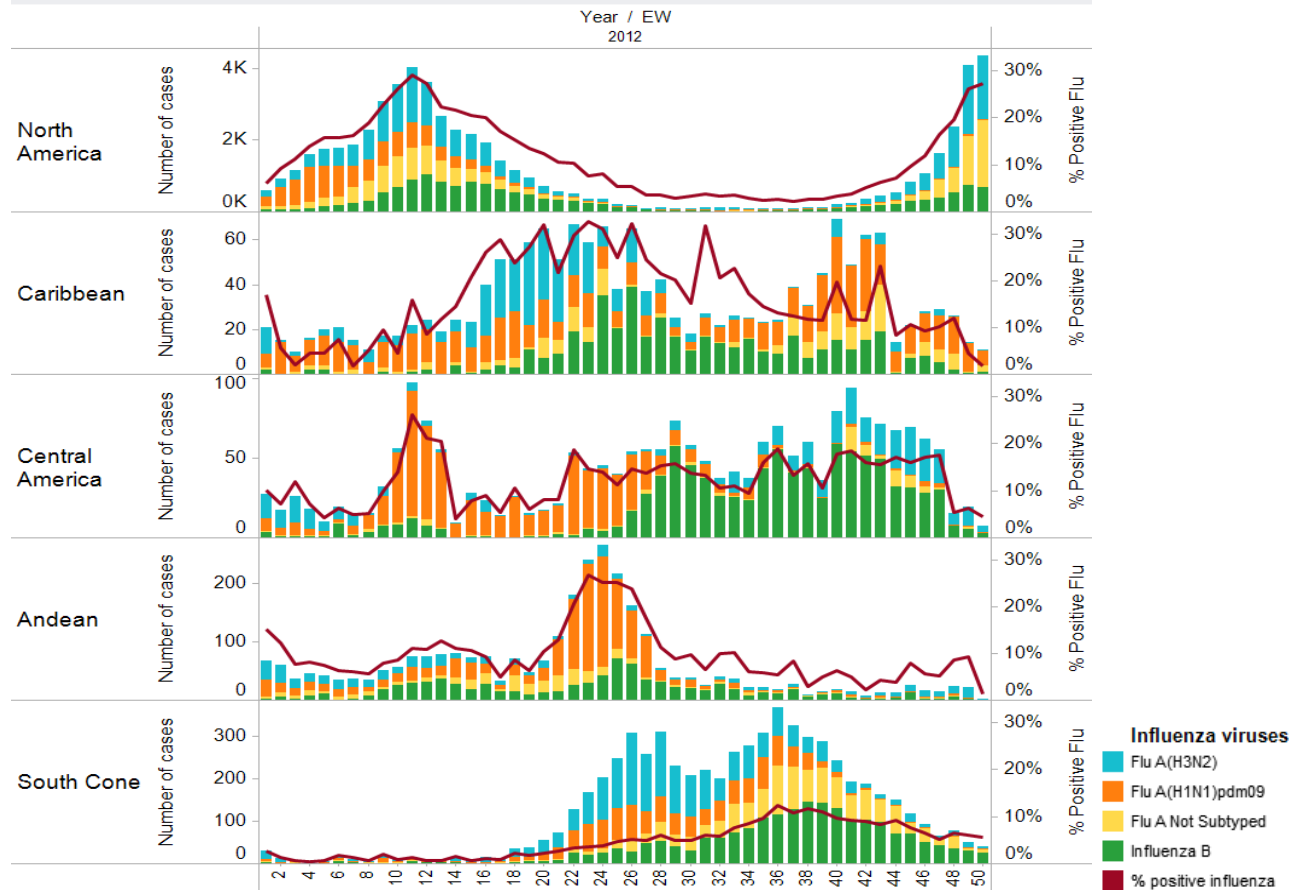 Year / EW
2012
North
America
Number of cases
4K
2K
0K
30%
20%
10%
0%
% Positive Flu
Caribbean
Number of cases
60
40
20
0
30%
20%
10%
0%
% Positive Flu
Central
America
Number of cases
100
50
0
30%
20%
10%
0%
% Positive Flu
Andean
Number of cases
200
100
0
30%
20%
10%
0%
% Positive Flu
South Cone
Number of cases
300
200
100
0
30%
20%
10%
0%
% Positive Flu
2 4 6 8 10 12 14 16 18 20 22 24 26 28 30 32 34 36 38 40 42 44 46 48 50
Influenza viruses
Flu A(H3N2)
Flu A(H1N1)pdm09
Flu A Not Subtyped
Influenza B
% positive influenza